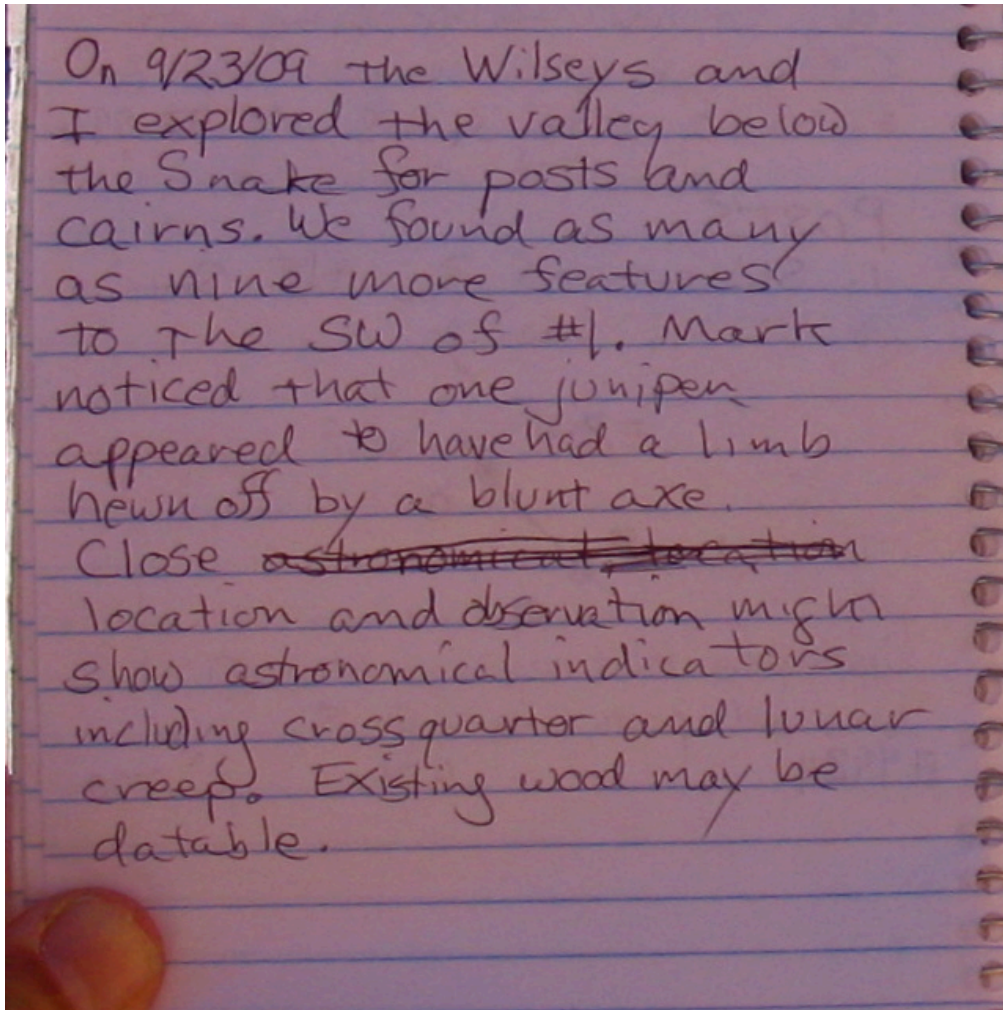 On 9/23/09 the Wilseys and
I explored the valley below
the Snake for posts and
cairns. We found as many
as nine more features
to the SW of #1. Mark
noticed that one juniper
appeared to have had a limb
hewn off by a blunt axe.
Close astronomical location
location and observation might
show astronomical indicators
including cross quarter and lunar
creep. Existing wood may be
datable.